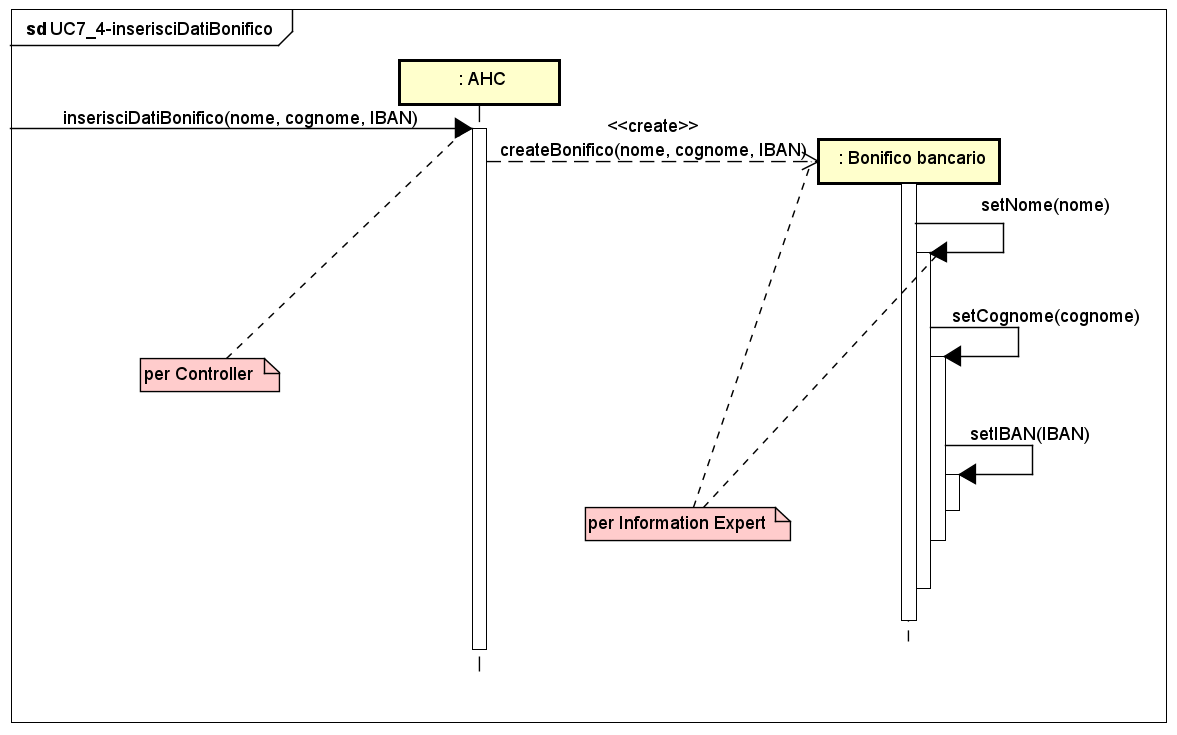 sd UC7_4-inserisciDatiBonifico
: AHC
inserisciDatiBonifico(nome, cognome, IBAN)
<<create>>
createBonifico(nome, cognome, IBAN)
: Bonifico bancario
setNome(nome)
setCognome(cognome)
per Controller
setIBAN(IBAN)
per Information Expert